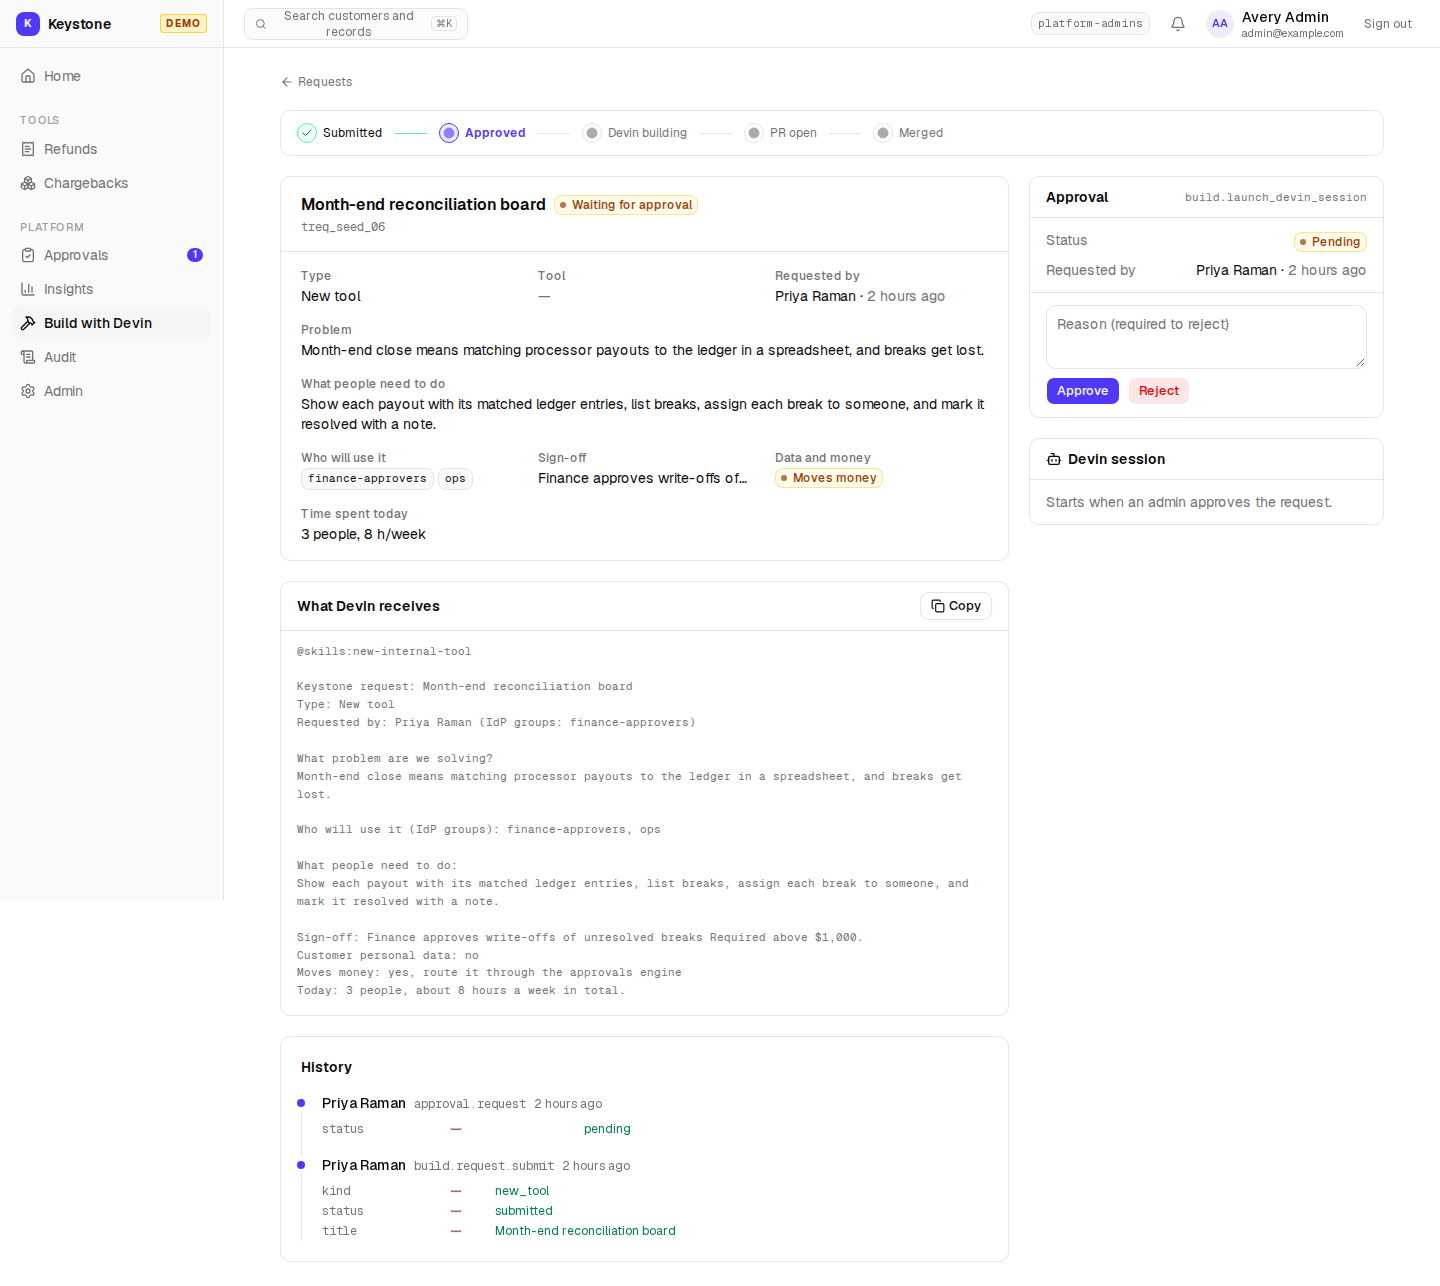 K Keystone DEMO
Search customers and records ⌘K
platform-admins
AA Avery Admin
admin@example.com
Sign out
Home
TOOLS
Refunds
Chargebacks
PLATFORM
Approvals 1
Insights
Build with Devin
Audit
Admin
← Requests
Submitted Approved Devin building PR open Merged
Month-end reconciliation board Waiting for approval
treq_seed_06
Type Tool Requested by
New tool — Priya Raman · 2 hours ago
Problem
Month-end close means matching processor payouts to the ledger in a spreadsheet, and breaks get lost.
What people need to do
Show each payout with its matched ledger entries, list breaks, assign each break to someone, and mark it
resolved with a note.
Who will use it Sign-off Data and money
finance-approvers ops Finance approves write-offs of… Moves money
Time spent today
3 people, 8 h/week
Approval build.launch_devin_session
Status Pending
Requested by Priya Raman · 2 hours ago
Reason (required to reject)
Approve Reject
Devin session
Starts when an admin approves the request.
What Devin receives Copy
@skills:new-internal-tool
Keystone request: Month-end reconciliation board
Type: New tool
Requested by: Priya Raman (IdP groups: finance-approvers)
What problem are we solving?
Month-end close means matching processor payouts to the ledger in a spreadsheet, and breaks get
lost.
Who will use it (IdP groups): finance-approvers, ops
What people need to do:
Show each payout with its matched ledger entries, list breaks, assign each break to someone, and
mark it resolved with a note.
Sign-off: Finance approves write-offs of unresolved breaks Required above $1,000.
Customer personal data: no
Moves money: yes, route it through the approvals engine
Today: 3 people, about 8 hours a week in total.
History
Priya Raman approval.request 2 hours ago
status — pending
Priya Raman build.request.submit 2 hours ago
kind — new_tool
status — submitted
title — Month-end reconciliation board